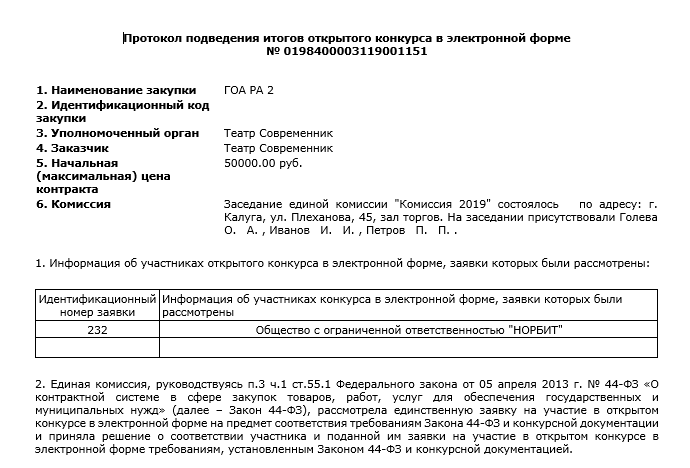 Протокол подведения итогов открытого конкурса в электронной форме
№ 0198400003119001151
1. Наименование закупки ГОА РА 2
2. Идентификационный код
закупки
3. Уполномоченный орган Театр Современник
4. Заказчик Театр Современник
5. Начальная 50000.00 руб.
(максимальная) цена
контракта
6. Комиссия Заседание единой комиссии "Комиссия 2019" состоялось по адресу: г.
Калуга, ул. Плеханова, 45, зал торгов. На заседании присутствовали Голева
О. А. , Иванов И. И. , Петров П. П. .
1. Информация об участниках открытого конкурса в электронной форме, заявки которых были рассмотрены:
Идентификационный Информация об участниках конкурса в электронной форме, заявки которых были
номер заявки рассмотрены
232 Общество с ограниченной ответственностью "НОРБИТ"
2. Единая комиссия, руководствуясь п.3 ч.1 ст.55.1 Федерального закона от 05 апреля 2013 г. № 44-ФЗ «О
контрактной системе в сфере закупок товаров, работ, услуг для обеспечения государственных и
муниципальных нужд» (далее – Закон 44-ФЗ), рассмотрела единственную заявку на участие в открытом
конкурсе в электронной форме на предмет соответствия требованиям Закона 44-ФЗ и конкурсной документации
и приняла решение о соответствии участника и поданной им заявки на участие в открытом конкурсе в
электронной форме требованиям, установленным Законом 44-ФЗ и конкурсной документацией.